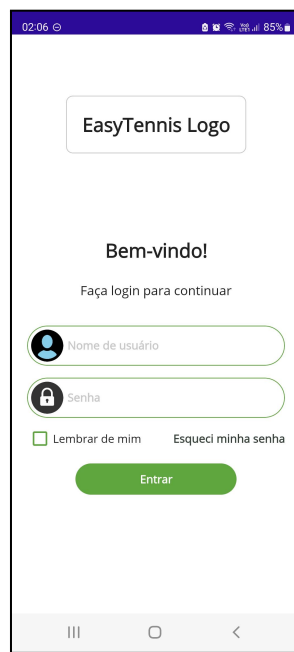 02:06
85%
EasyTennis Logo
Bem-vindo!
Faça login para continuar
Nome de usuário
Senha
Lembrar de mim Esqueci minha senha
Entrar